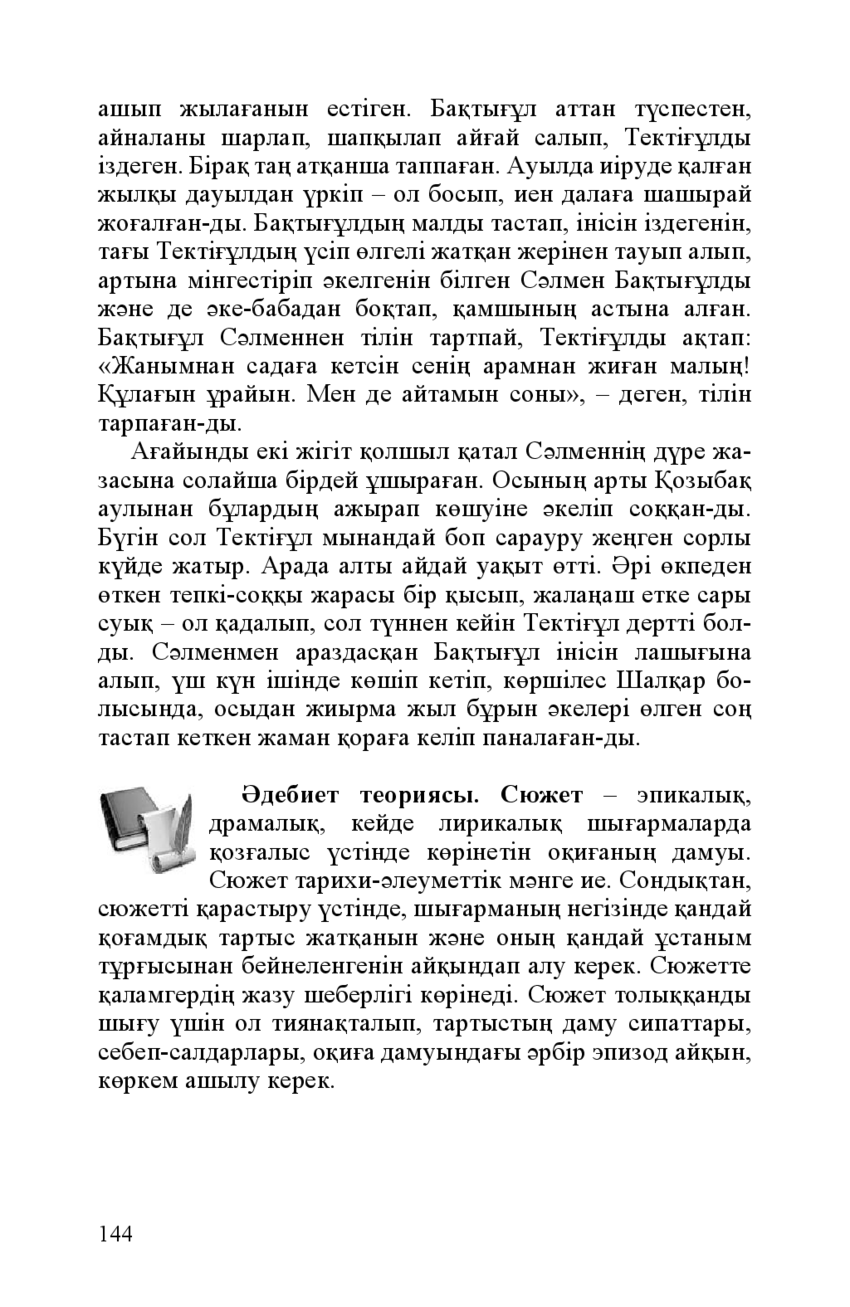 ашып жылағанын естіген. Бақтығұл аттан түспестен,
айналаны шарлап, шапқылап айғай салып, Тектіғұлды
іздеген. Бірақ таң атқанша таппаған. Ауылда иіруде қалған
жылқы дауылдан үркіп – ол босып, иен далаға шашырай
жоғалған-ды. Бақтығұлдың малды тастап, інісін іздегенін,
тағы Тектіғұлдың үсіп өлгелі жатқан жерінен тауып алып,
артына мінгестіріп әкелгенін білген Сәлмен Бақтығұлды
және де әке-бабадан боқтап, қамшының астына алған.
Бақтығұл Сәлменнен тілін тартпай, Тектіғұлды ақтап:
«Жанымнан садаға кетсін сенің арамнан жиған малың!
Құлағын ұрайын. Мен де айтамын соны», – деген, тілін
тарпаған-ды.
Ағайынды екі жігіт қолшыл қатал Сәлменнің дүре жа-
засына солайша бірдей ұшыраған. Осының арты Қозыбақ
аулынан бұлардың ажырап көшуіне әкеліп соққан-ды.
Бүгін сол Тектіғұл мынандай боп сарауру жеңген сорлы
күйде жатыр. Арада алты айдай уақыт өтті. Әрі өкпеден
өткен тепкі-соққы жарасы бір қысып, жалаңаш етке сары
суық – ол қадалып, сол түннен кейін Тектіғұл дертті бол-
ды. Сәлменмен араздасқан Бақтығұл інісін лашығына
алып, үш күн ішінде көшіп кетіп, көршілес Шалқар бо-
лысында, осыдан жиырма жыл бұрын әкелері өлген соң
тастап кеткен жаман қораға келіп паналаған-ды.
Әдебиет теориясы. Сюжет – эпикалық,
драмалық, кейде лирикалық шығармаларда
қозғалыс үстінде көрінетін оқиғаның дамуы.
Сюжет тарихи-әлеуметтік мәнге ие. Сондықтан,
сюжетті қарастыру үстінде, шығарманың негізінде қандай
қоғамдық тартыс жатқанын және оның қандай ұстаным
тұрғысынан бейнеленгенін айқындап алу керек. Сюжетте
қаламгердің жазу шеберлігі көрінеді. Сюжет толыққанды
шығу үшін ол тиянақталып, тартыстың даму сипаттары,
себеп-салдарлары, оқиға дамуындағы әрбір эпизод айқын,
көркем ашылу керек.
144